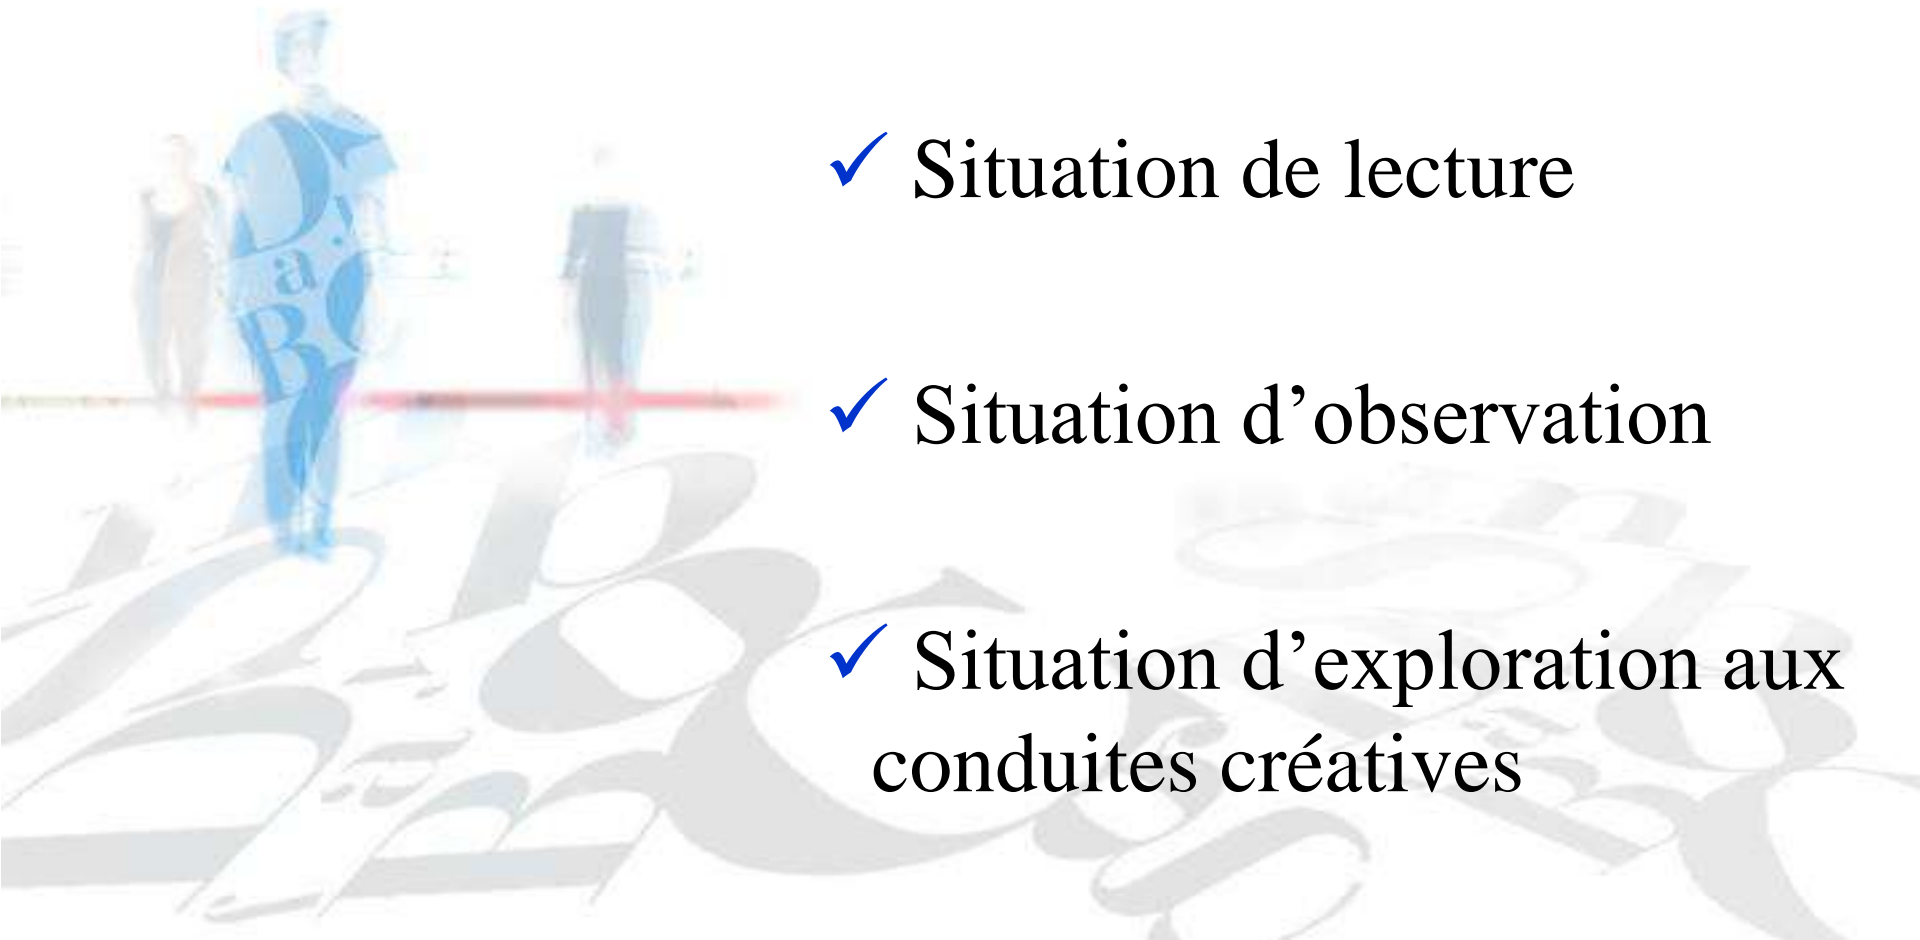 ✓ Situation de lecture
✓ Situation d’observation
✓ Situation d’exploration aux
conduites créatives